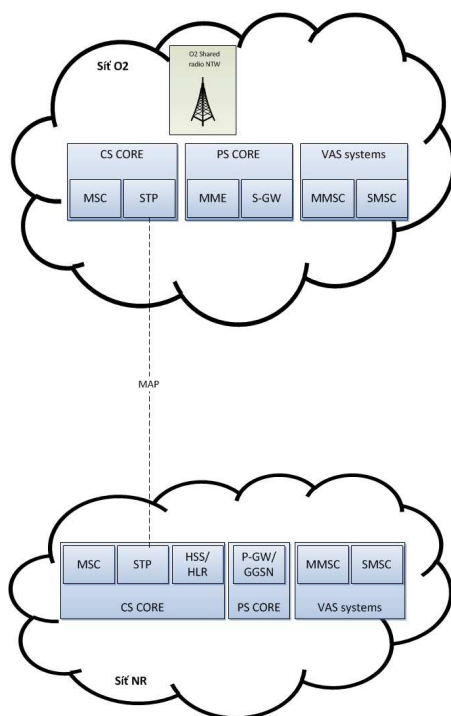 O2 Shared
radio NTW
Síť O2
CS CORE
PS CORE
VAS systems
MSC
STP
MME
S-GW
MMSC
SMSC
MAP
MSC
STP
HSS/
HLR
P-GW/
GGSN
MMSC
SMSC
CS CORE
PS CORE
VAS systems
Síť NR